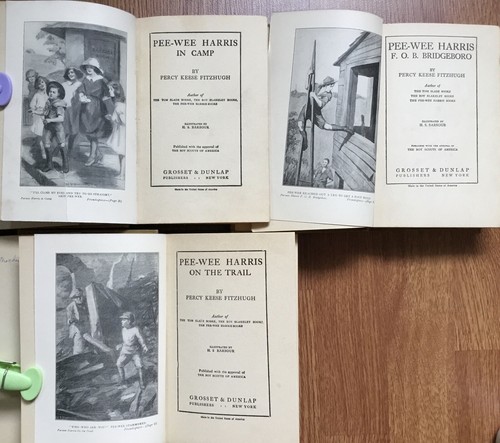 PEE-WEE HARRIS
IN CAMP
BY
PERCY KEESE FITZHUGH
Author of
THE TOM SLADE BOOKS, THE ROY BLAKELEY BOOKS,
THE PEE-WEE HARRIS BOOKS
ILLUSTRATED BY
H. S. BARBOUR
Published with the approval of
THE BOY SCOUTS OF AMERICA
GROSSET & DUNLAP
PUBLISHERS : : NEW YORK
Made in the United States of America
PEE-WEE HARRIS
F. O. B. BRIDGEBORO
BY
PERCY KEESE FITZHUGH
Author of
THE TOM SLADE BOOKS
THE ROY BLAKELEY BOOKS
THE PEE-WEE HARRIS BOOKS
ILLUSTRATED BY
H. S. BARBOUR
PUBLISHED WITH THE APPROVAL OF
THE BOY SCOUTS OF AMERICA
GROSSET & DUNLAP
PUBLISHERS NEW YORK
Made in the United States of America
PEE-WEE HARRIS
ON THE TRAIL
BY
PERCY KEESE FITZHUGH
Author of
THE TOM SLADE BOOKS, THE ROY BLAKELEY BOOKS,
THE PEE-WEE HARRIS BOOKS
ILLUSTRATED BY
H. S. BARBOUR
Published with the approval of
THE BOY SCOUTS OF AMERICA
GROSSET & DUNLAP
PUBLISHERS : : NEW YORK
Made in the United States of America